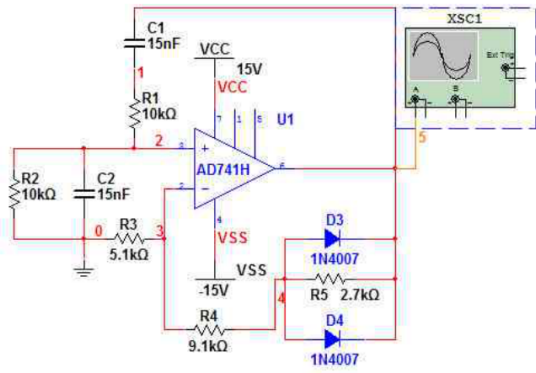 XSC1
C1
15nF
VCC
15V
Ext Trig
1
VCC
A
B
R1
10kΩ
U1
7
1
5
5
2
3
AD741H
6
R2
10kΩ
C2
15nF
2
4
0
R3
3
5.1kΩ
VSS
D3
VSS
1N4007
-15V
4
R5
2.7kΩ
R4
D4
9.1kΩ
1N4007